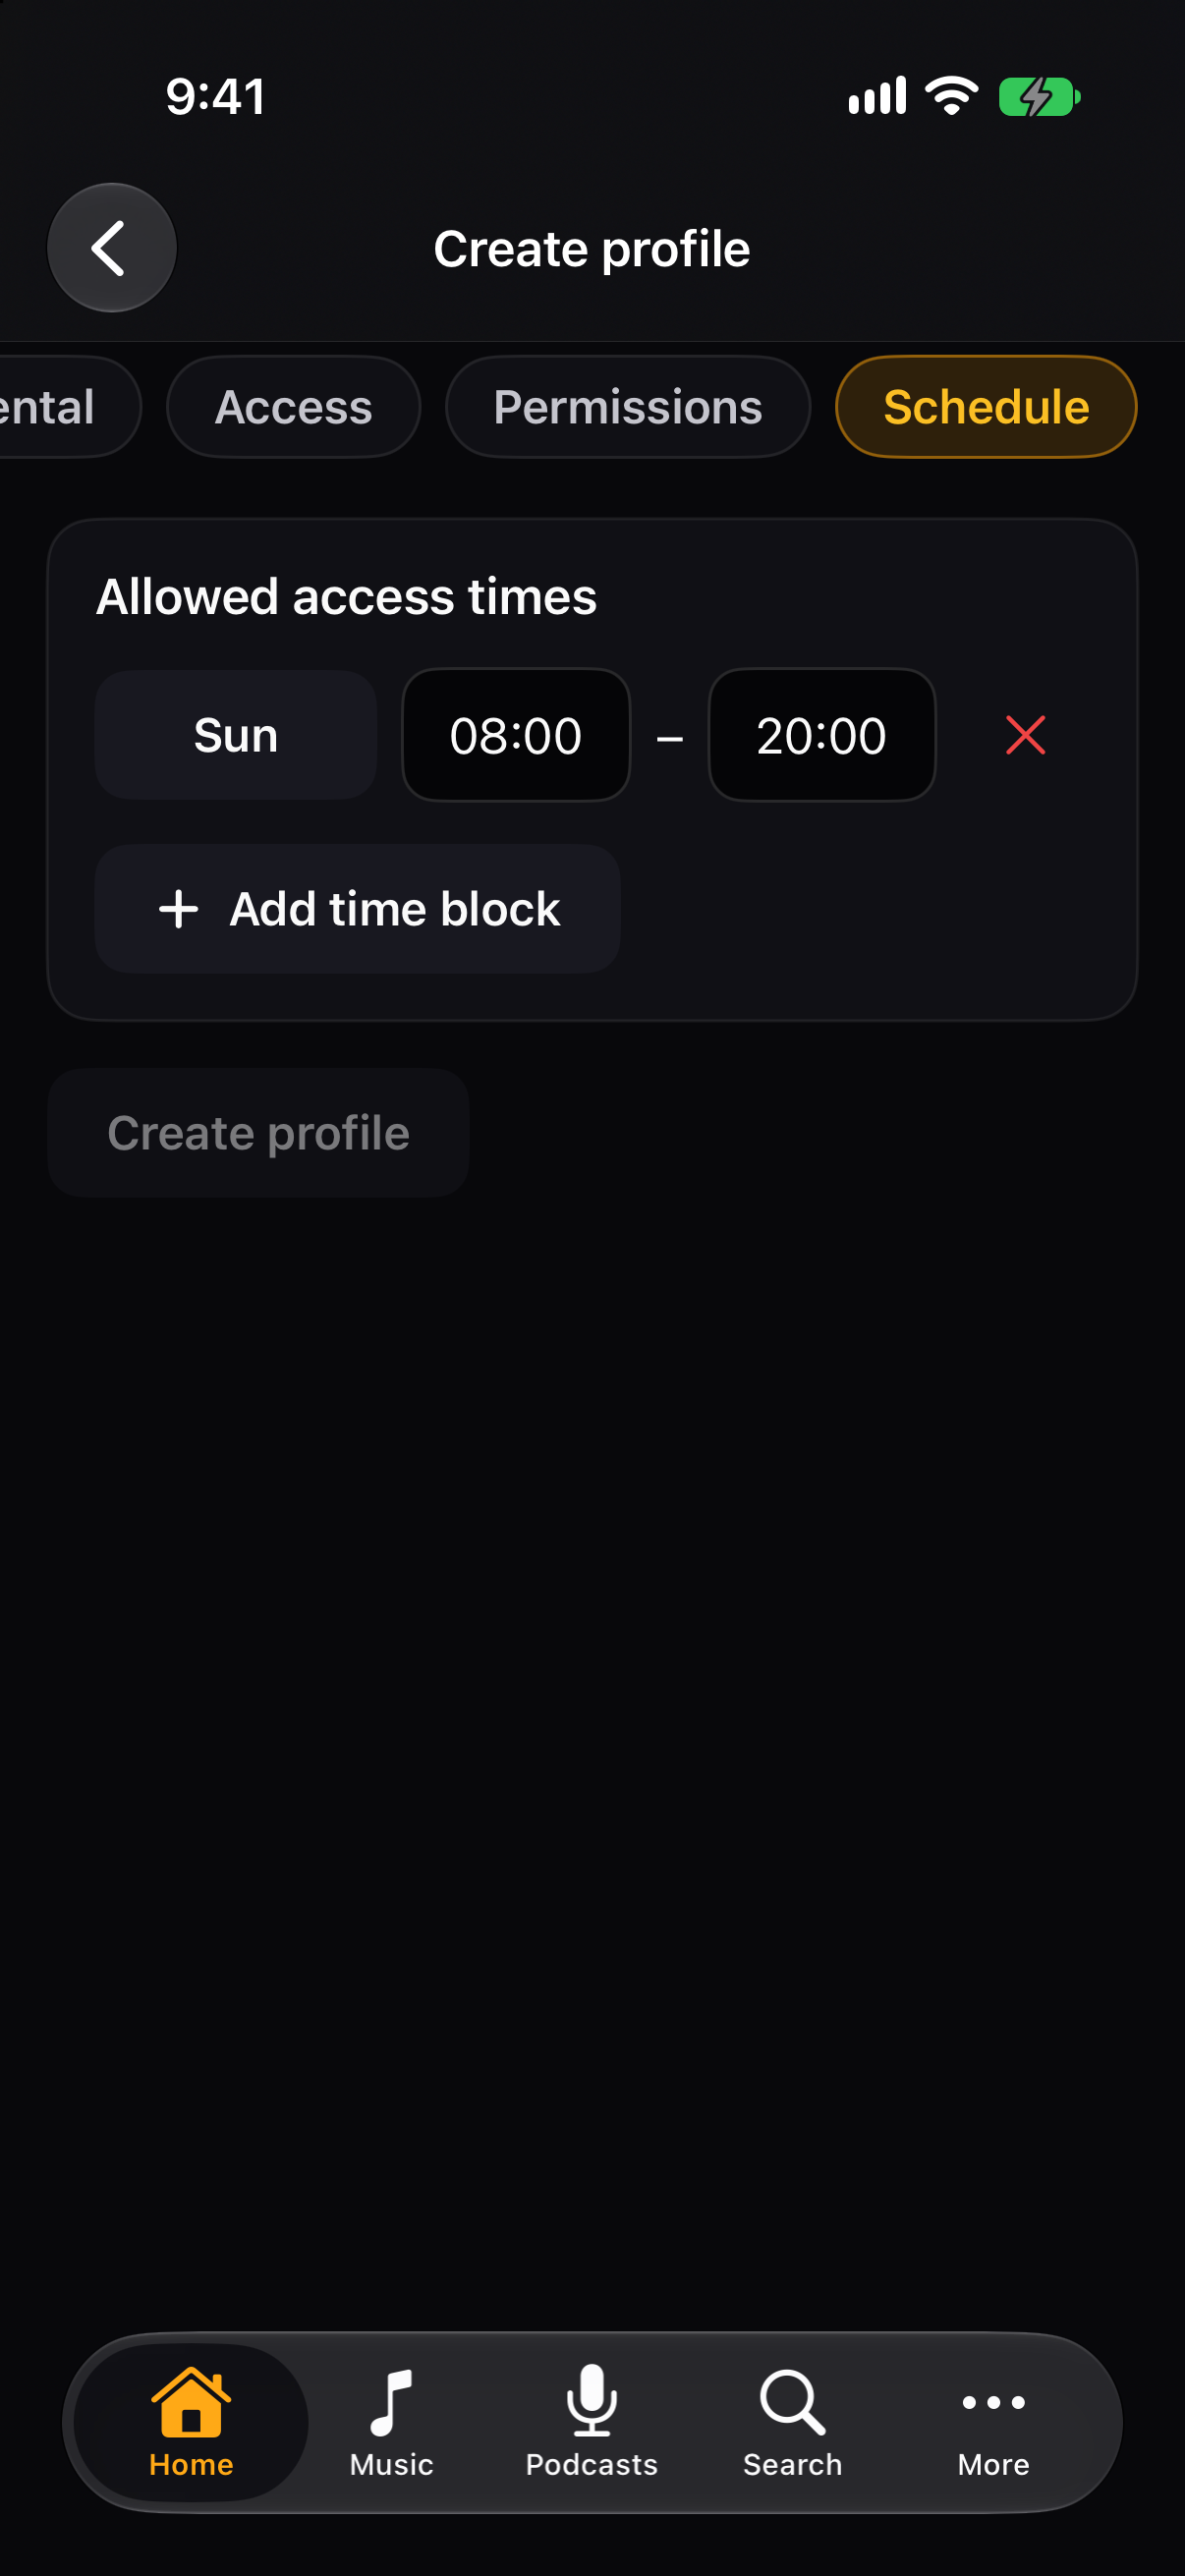 9:41
Create profile
ental Access Permissions Schedule
Allowed access times
Sun 08:00 – 20:00
Add time block
Create profile
Home Music Podcasts Search More